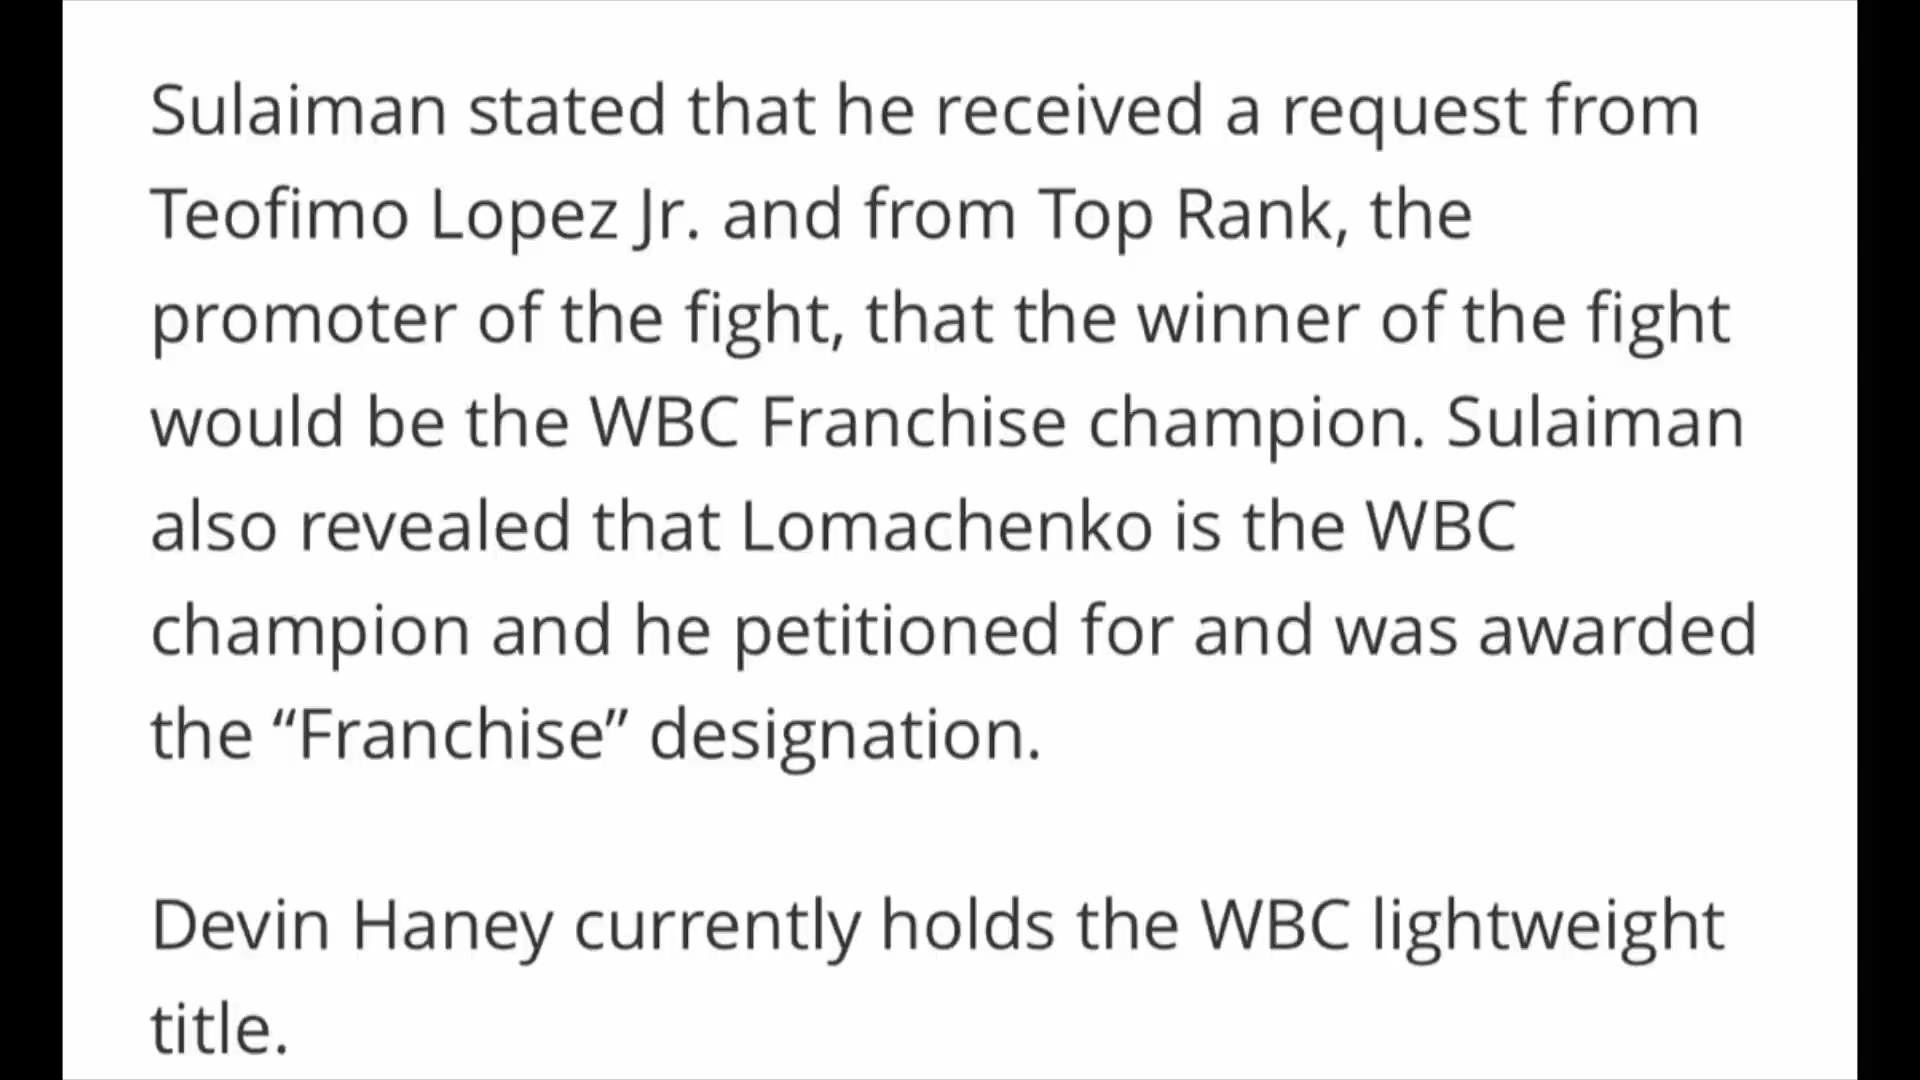 Sulaiman stated that he received a request from
Teofimo Lopez Jr. and from Top Rank, the
promoter of the fight, that the winner of the fight
would be the WBC Franchise champion. Sulaiman
also revealed that Lomachenko is the WBC
champion and he petitioned for and was awarded
the “Franchise” designation.
Devin Haney currently holds the WBC lightweight
title.